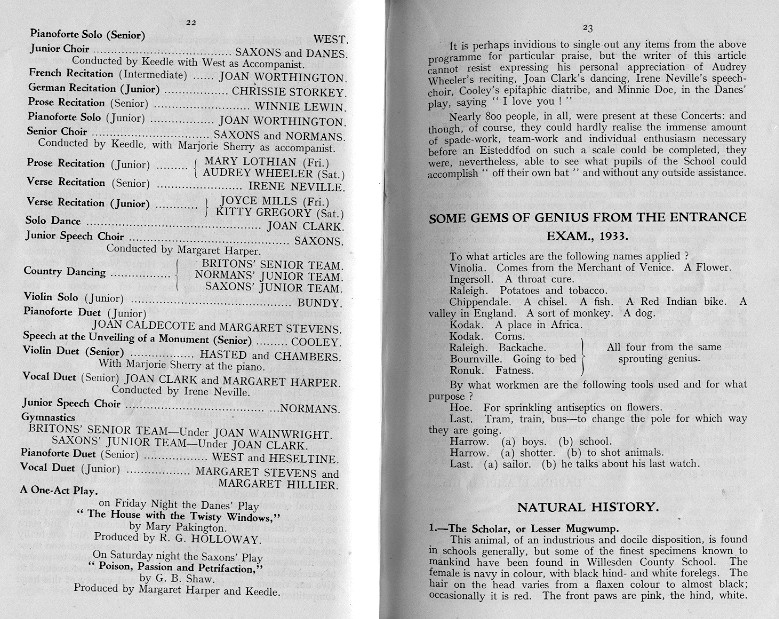 22
Pianoforte Solo (Senior) WEST.
Junior Choir ................................ SAXONS and DANES.
Conducted by Keedle with West as Accompanist.
French Recitation (Intermediate) ...... JOAN WORTHINGTON.
German Recitation (Junior) .................. CHRISSIE STORKEY.
Prose Recitation (Senior) ........................ WINNIE LEWIN.
Pianoforte Solo (Junior) .................. JOAN WORTHINGTON.
Senior Choir ............................ SAXONS and NORMANS.
Conducted by Keedle, with Marjorie Sherry as accompanist.
Prose Recitation (Junior) ......... { MARY LOTHIAN (Fri.)
AUDREY WHEELER (Sat.)
Verse Recitation (Senior) ........................ IRENE NEVILLE.
Verse Recitation (Junior) ............ } JOYCE MILLS (Fri.)
KITTY GREGORY (Sat.)
Solo Dance ............................................. JOAN CLARK.
Junior Speech Choir .......................................... SAXONS.
Conducted by Margaret Harper.
Country Dancing ............... { BRITONS' SENIOR TEAM.
NORMANS' JUNIOR TEAM.
SAXONS' JUNIOR TEAM.
Violin Solo (Junior) .......................................... BUNDY.
Pianoforte Duet (Junior)
JOAN CALDECOTE and MARGARET STEVENS.
Speech at the Unveiling of a Monument (Senior) ......... COOLEY.
Violin Duet (Senior) .................. HASTED and CHAMBERS.
With Marjorie Sherry at the piano.
Vocal Duet (Senior) JOAN CLARK and MARGARET HARPER.
Conducted by Irene Neville.
Junior Speech Choir .................................... NORMANS.
Gymnastics
BRITONS' SENIOR TEAM—Under JOAN WAINWRIGHT.
SAXONS' JUNIOR TEAM—Under JOAN CLARK.
Pianoforte Duet (Senior) ............ WEST and HESELTINE.
Vocal Duet (Junior) ................ MARGARET STEVENS and
MARGARET HILLIER.
A One-Act Play.
on Friday Night the Danes' Play
" The House with the Twisty Windows,"
by Mary Pakington.
Produced by R. G. HOLLOWAY.
On Saturday night the Saxons' Play
" Poison, Passion and Petrifaction,"
by G. B. Shaw.
Produced by Margaret Harper and Keedle.
23
It is perhaps invidious to single out any items from the above
programme for particular praise, but the writer of this article
cannot resist expressing his personal appreciation of Audrey
Wheeler's reciting, Joan Clark's dancing, Irene Neville's speech-
choir, Cooley's epitaphic diatribe, and Minnie Doe, in the Danes'
play, saying " I love you ! "
Nearly 800 people, in all, were present at these Concerts: and
though, of course, they could hardly realise the immense amount
of spade-work, team-work and individual enthusiasm necessary
before an Eisteddfod on such a scale could be completed, they
were, nevertheless, able to see what pupils of the School could
accomplish " off their own bat " and without any outside assistance.
SOME GEMS OF GENIUS FROM THE ENTRANCE
EXAM., 1933.
To what articles are the following names applied ?
Vinolia. Comes from the Merchant of Venice. A Flower.
Ingersoll. A throat cure.
Raleigh. Potatoes and tobacco.
Chippendale. A chisel. A fish. A Red Indian bike. A
valley in England. A sort of monkey. A dog.
Kodak. A place in Africa.
Kodak. Corns.
Raleigh. Backache. } All four from the same
Bournville. Going to bed sprouting genius.
Ronuk. Fatness.
By what workmen are the following tools used and for what
purpose ?
Hoe. For sprinkling antiseptics on flowers.
Last. Tram, train, bus—to change the pole for which way
they are going.
Harrow. (a) boys. (b) school.
Harrow. (a) shotter. (b) to shot animals.
Last. (a) sailor. (b) he talks about his last watch.
NATURAL HISTORY.
1.—The Scholar, or Lesser Mugwump.
This animal, of an industrious and docile disposition, is found
in schools generally, but some of the finest specimens known to
mankind have been found in Willesden County School. The
female is navy in colour, with black hind- and white forelegs. The
hair on the head varies from a flaxen colour to almost black;
occasionally it is red. The front paws are pink, the hind, white.